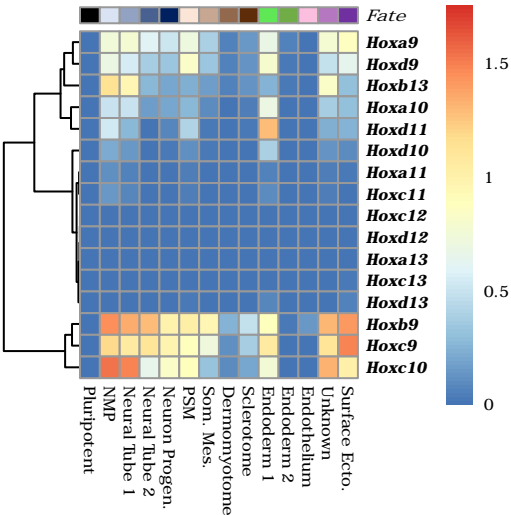 Fate
Hoxa9
Hoxd9
Hoxb13
Hoxa10
Hoxd11
Hoxd10
Hoxa11
Hoxc11
Hoxc12
Hoxd12
Hoxa13
Hoxc13
Hoxd13
Hoxb9
Hoxc9
Hoxc10
Pluripotent
NMP
Neural Tube 1
Neural Tube 2
Neuron Progen.
PSM
Som. Mes.
Dermomyotome
Sclerotome
Endoderm 1
Endoderm 2
Endothelium
Unknown
Surface Ecto.
1.5
1
0.5
0